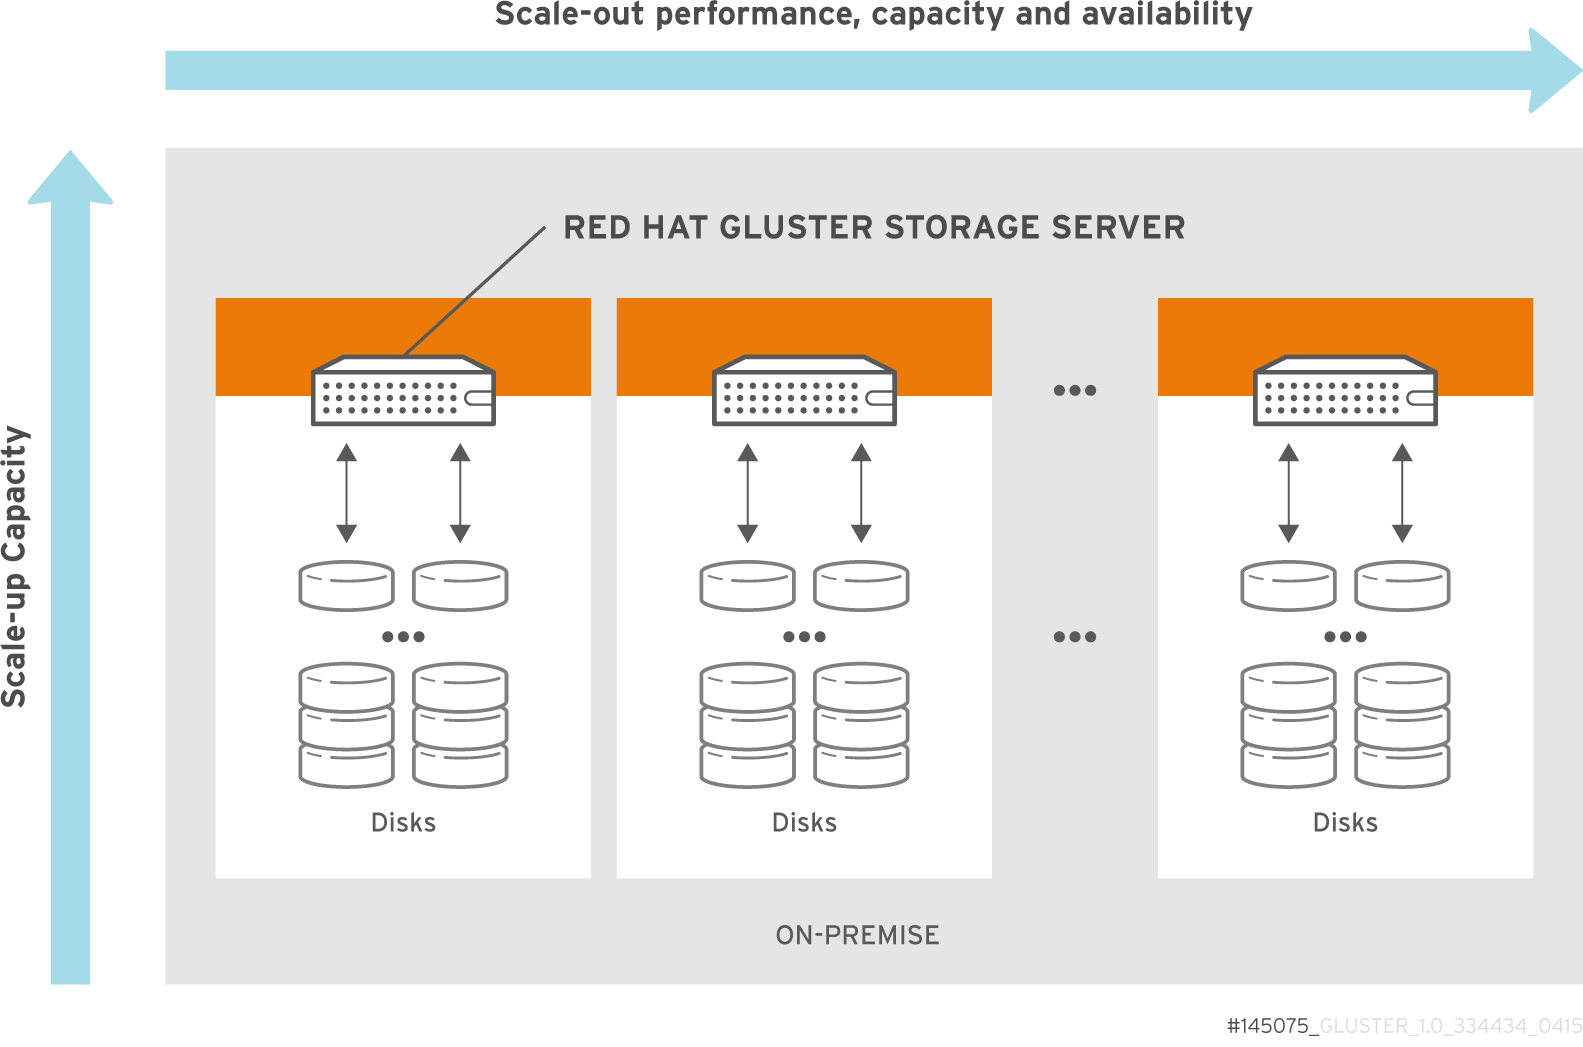 Scale-out performance, capacity and availability
Scale-up Capacity
RED HAT GLUSTER STORAGE SERVER
Disks
Disks
Disks
ON-PREMISE
#145075_GLUSTER_1.0_334434_0415